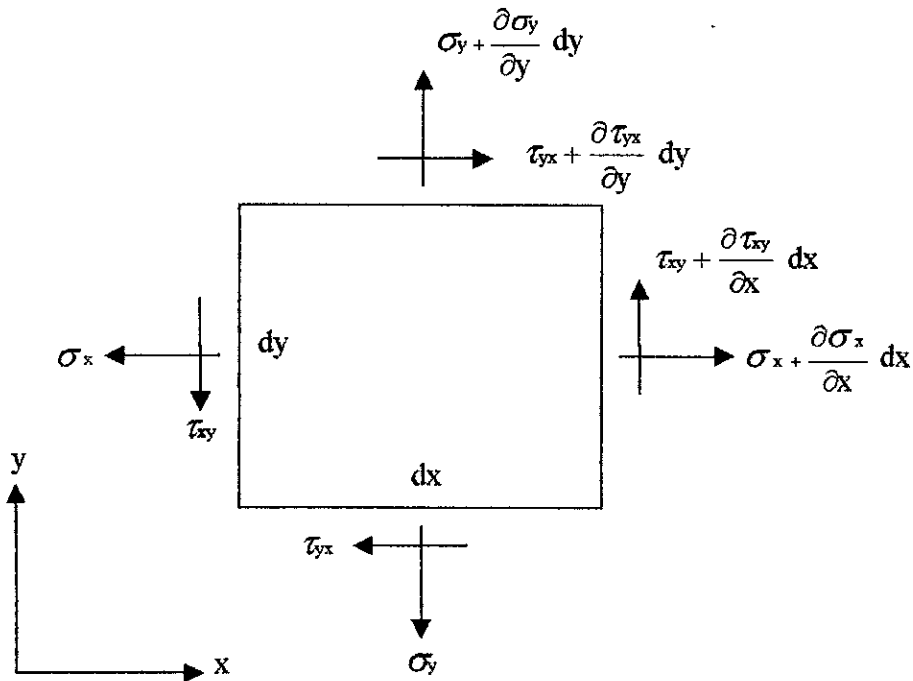 σy + ∂σy/∂y dy
τyx + ∂τyx/∂y dy
τxy + ∂τxy/∂x dx
σx
dy
σx + ∂σx/∂x dx
τxy
y
dx
τyx
x
σy